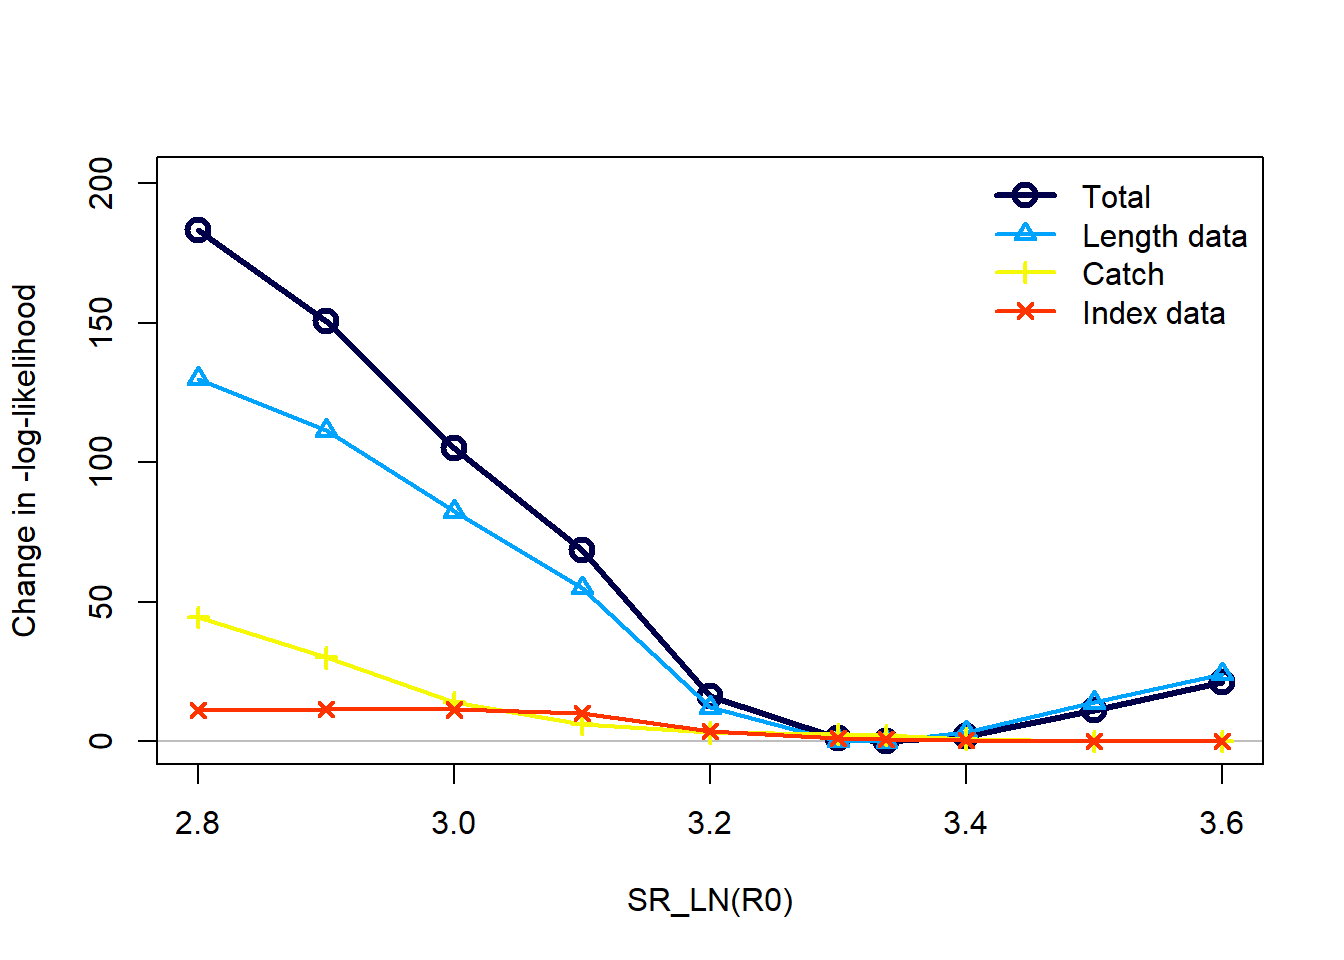 Total
Length data
Catch
Index data
Change in -log-likelihood
200
150
100
50
0
2.8 3.0 3.2 3.4 3.6
SR_LN(R0)